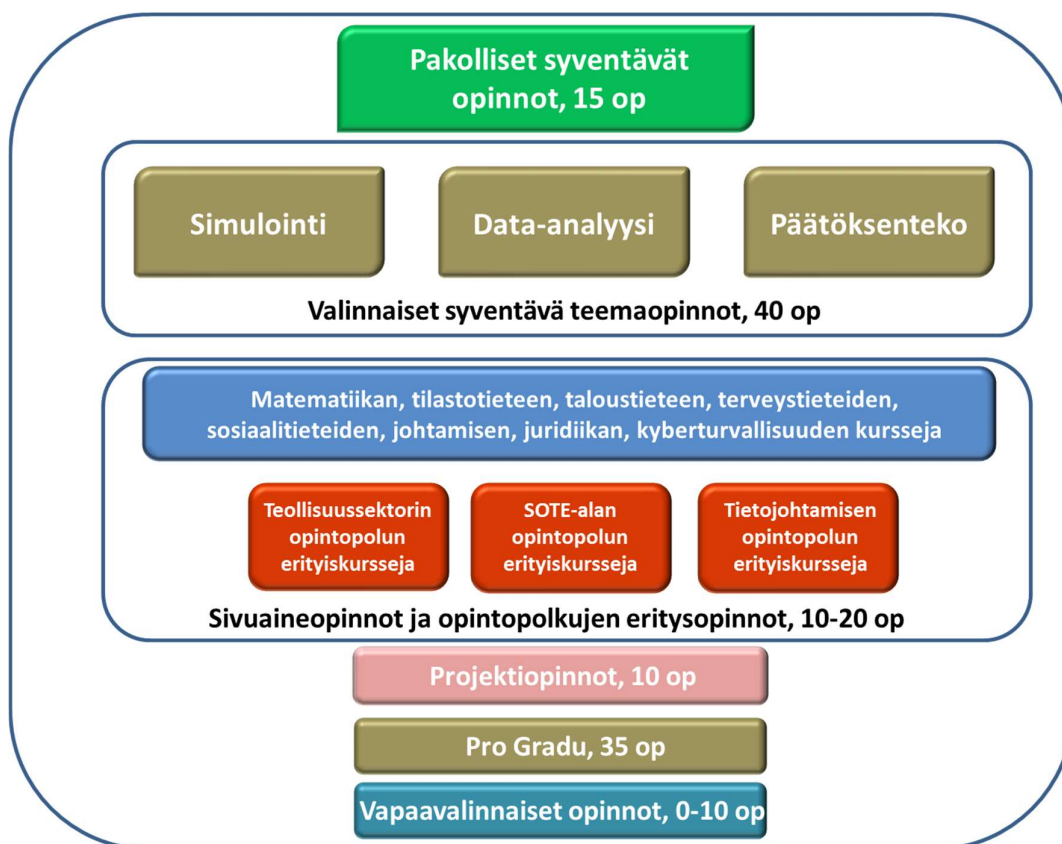 Pakolliset syventävät
opinnot, 15 op
Simulointi
Data-analyysi
Päätöksenteko
Valinnaiset syventävä teemaopinnot, 40 op
Matematiikan, tilastotieteen, taloustieteen, terveystieteiden,
sosiaalitieteiden, johtamisen, juridiikan, kyberturvallisuuden kursseja
Teollisuussektorin
opintopolun
erityiskursseja
SOTE-alan
opintopolun
erityiskursseja
Tietojohtamisen
opintopolun
erityiskursseja
Sivuaineopinnot ja opintopolkujen eritysopinnot, 10-20 op
Projektiopinnot, 10 op
Pro Gradu, 35 op
Vapaavalinnaiset opinnot, 0-10 op